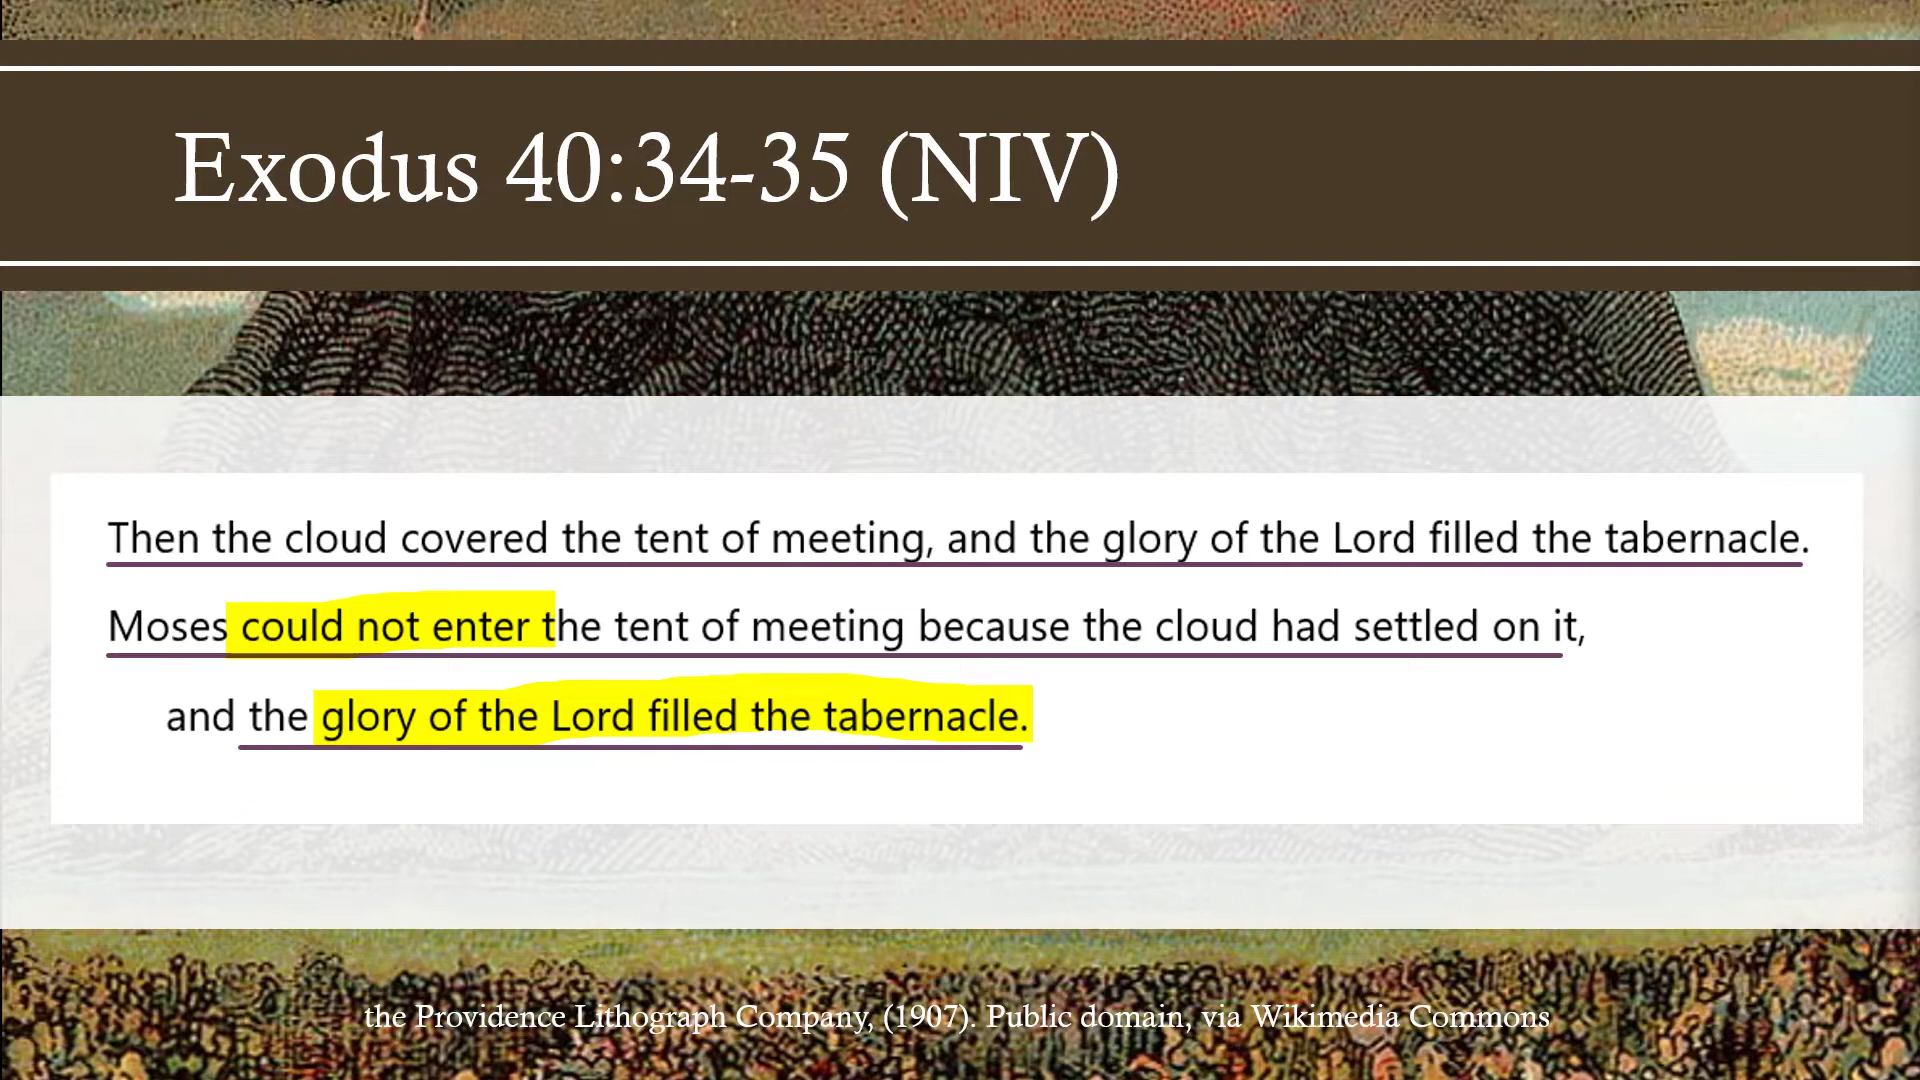 Exodus 40:34-35 (NIV)
Then the cloud covered the tent of meeting, and the glory of the Lord filled the tabernacle.
Moses could not enter the tent of meeting because the cloud had settled on it,
and the glory of the Lord filled the tabernacle.
the Providence Lithograph Company, (1907). Public domain, via Wikimedia Commons